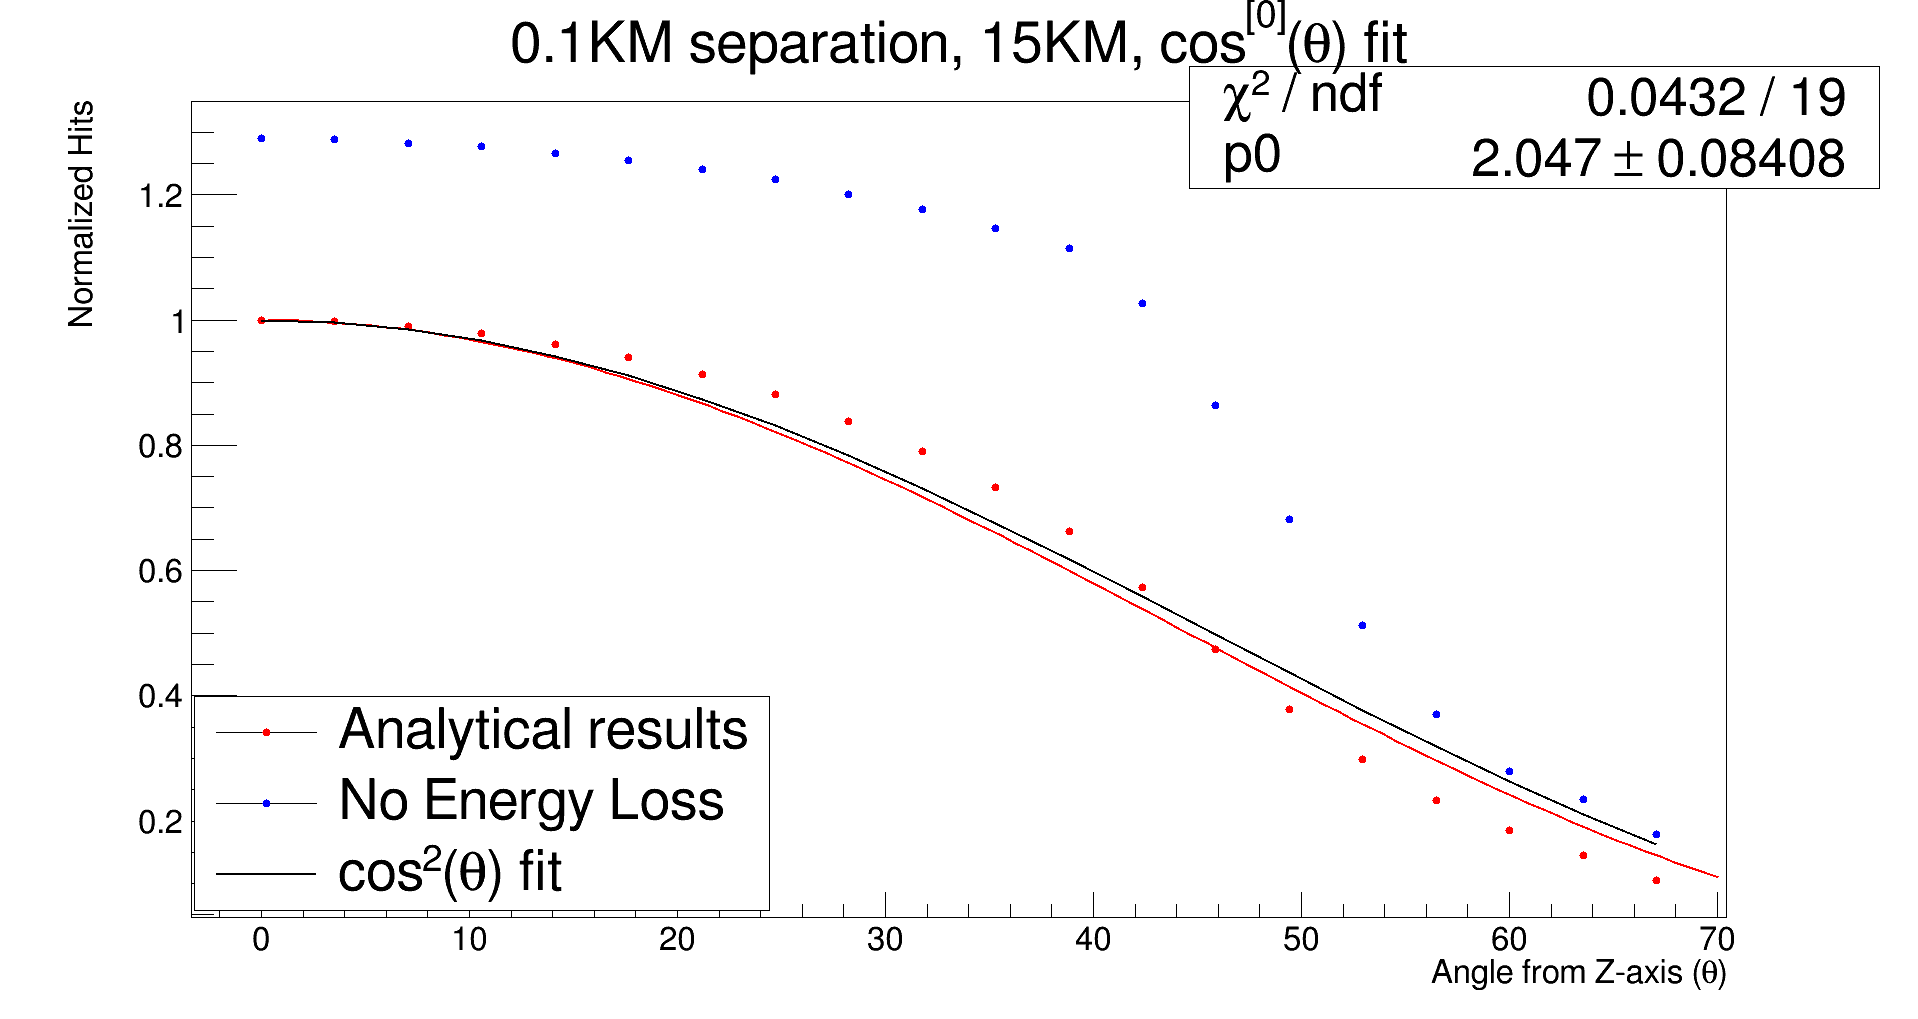 0.1KM separation, 15KM, cos^[0](θ) fit
χ² / ndf 0.0432 / 19
p0 2.047 ± 0.08408
Normalized Hits
1.2
1
0.8
0.6
0.4
0.2
Analytical results
No Energy Loss
cos²(θ) fit
0 10 20 30 40 50 60 70
Angle from Z-axis (θ)